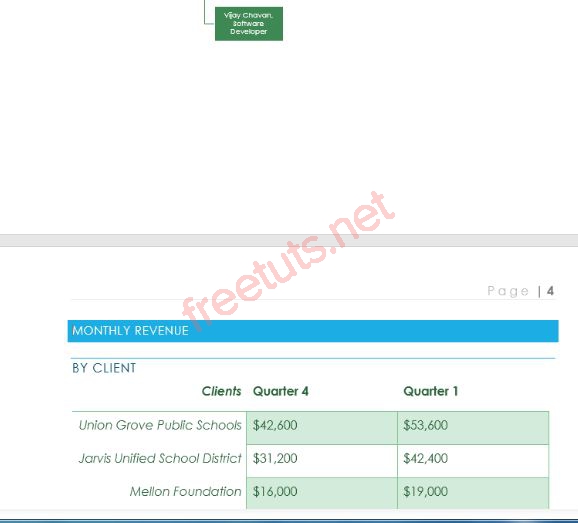 Vijay Chavan,
Software
Developer
freetuts.net
Page | 4
MONTHLY REVENUE
BY CLIENT
Clients Quarter 4 Quarter 1
Union Grove Public Schools $42,600 $53,600
Jarvis Unified School District $31,200 $42,400
Mellon Foundation $16,000 $19,000